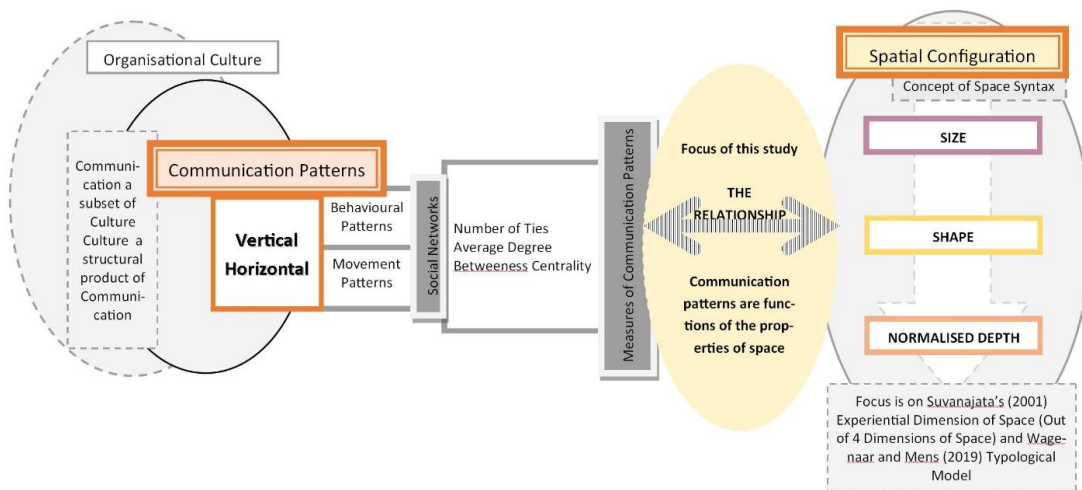 Organisational Culture
Communi-
cation a
subset of
Culture
Culture a
structural
product of
Communi-
cation
Communication Patterns
Vertical
Horizontal
Behavioural
Patterns
Movement
Patterns
Social Networks
Number of Ties
Average Degree
Betweeness Centrality
Measures of Communication Patterns
Focus of this study
THE
RELATIONSHIP
Communication
patterns are func-
tions of the prop-
erties of space
Spatial Configuration
Concept of Space Syntax
SIZE
SHAPE
NORMALISED DEPTH
Focus is on Suvanajata's (2001)
Experiential Dimension of Space (Out
of 4 Dimensions of Space) and Wage-
naar and Mens (2019) Typological
Model